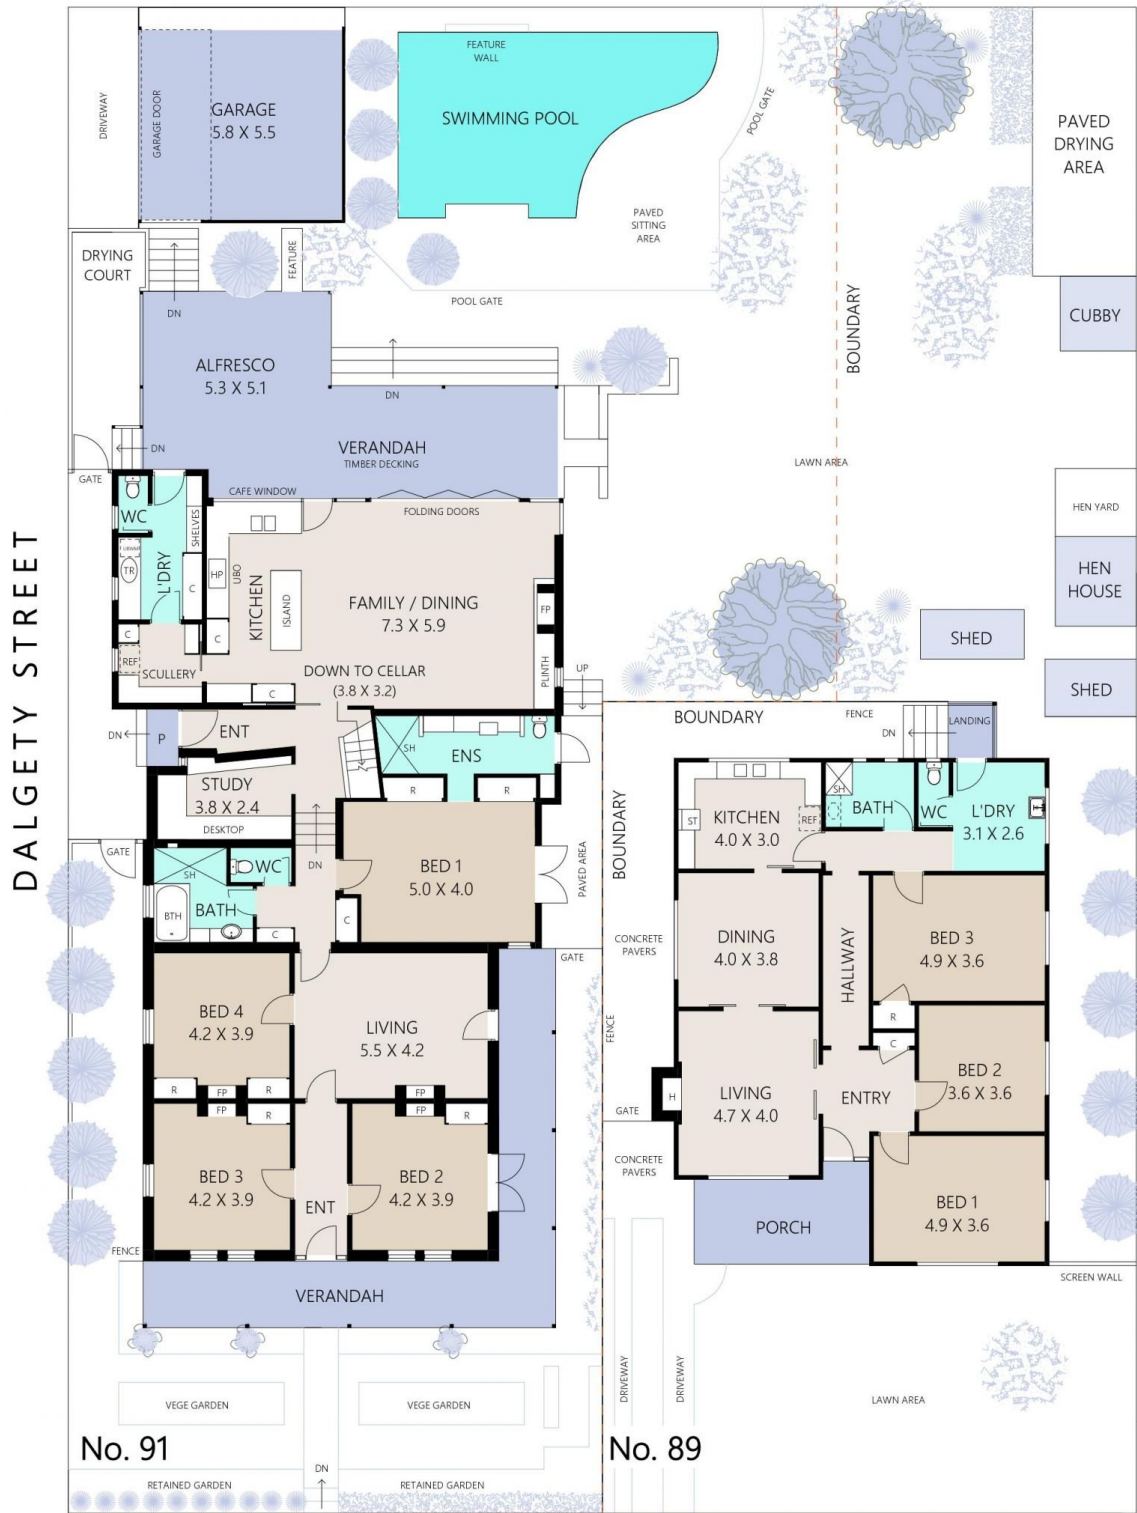 DALGETY STREET
DRIVEWAY
GARAGE DOOR
GARAGE
5.8 X 5.5
FEATURE
WALL
SWIMMING POOL
POOL GATE
PAVED
DRYING
AREA
PAVED
SITTING
AREA
DRYING
COURT
DN
FEATURE
POOL GATE
BOUNDARY
CUBBY
ALFRESCO
5.3 X 5.1
DN
VERANDAH
TIMBER DECKING
DN
GATE
LAWN AREA
CAFE WINDOW
FOLDING DOORS
HEN YARD
WC
SHELVES
L'DRY
TR
C
HP
UBO
KITCHEN
ISLAND
FAMILY / DINING
7.3 X 5.9
FP
HEN
HOUSE
C
REF
SCULLERY
C
C
DOWN TO CELLAR
(3.8 X 3.2)
PLINTH
UP
SHED
SHED
DN
P
ENT
SH
ENS
BOUNDARY
FENCE
DN
LANDING
STUDY
3.8 X 2.4
DESKTOP
R
R
BOUNDARY
KITCHEN
4.0 X 3.0
ST
REF
SH
BATH
WC
L'DRY
3.1 X 2.6
GATE
SH
WC
DN
BED 1
5.0 X 4.0
PAVED AREA
BTH
BATH
C
C
GATE
CONCRETE
PAVERS
DINING
4.0 X 3.8
HALLWAY
BED 3
4.9 X 3.6
R
C
BED 4
4.2 X 3.9
LIVING
5.5 X 4.2
FENCE
R
FP
R
FP
FP
R
FP
R
GATE
H
LIVING
4.7 X 4.0
ENTRY
BED 2
3.6 X 3.6
BED 3
4.2 X 3.9
ENT
BED 2
4.2 X 3.9
CONCRETE
PAVERS
BED 1
4.9 X 3.6
PORCH
FENCE
VERANDAH
SCREEN WALL
VEGE GARDEN
VEGE GARDEN
DRIVEWAY
DRIVEWAY
LAWN AREA
No. 91
No. 89
RETAINED GARDEN
DN
RETAINED GARDEN